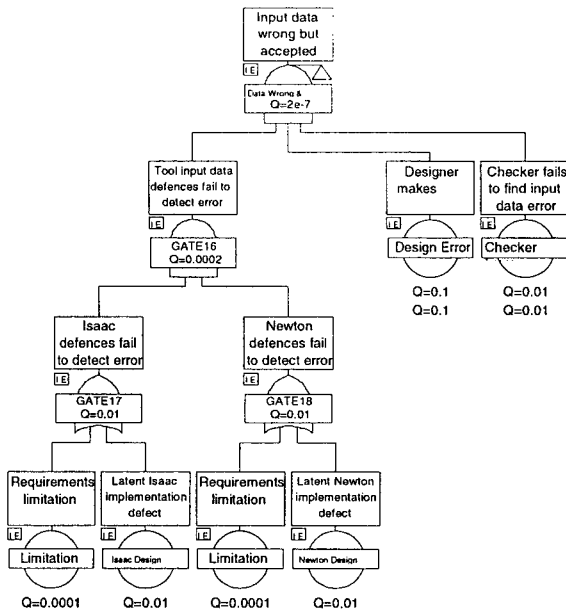 Input data
wrong but
accepted
IE
Data Wrong &
Q=2e-7
Tool input data
defences fail to
detect error
IE
GATE16
Q=0.0002
Designer
makes
IE
Design Error
Q=0.1
Q=0.1
Checker fails
to find input
data error
IE
Checker
Q=0.01
Q=0.01
Isaac
defences fail
to detect error
IE
GATE17
Q=0.01
Newton
defences fail
to detect error
IE
GATE18
Q=0.01
Requirements
limitation
IE
Limitation
Q=0.0001
Latent Isaac
implementation
defect
IE
Isaac Design
Q=0.01
Requirements
limitation
IE
Limitation
Q=0.0001
Latent Newton
implementation
defect
IE
Newton Design
Q=0.01